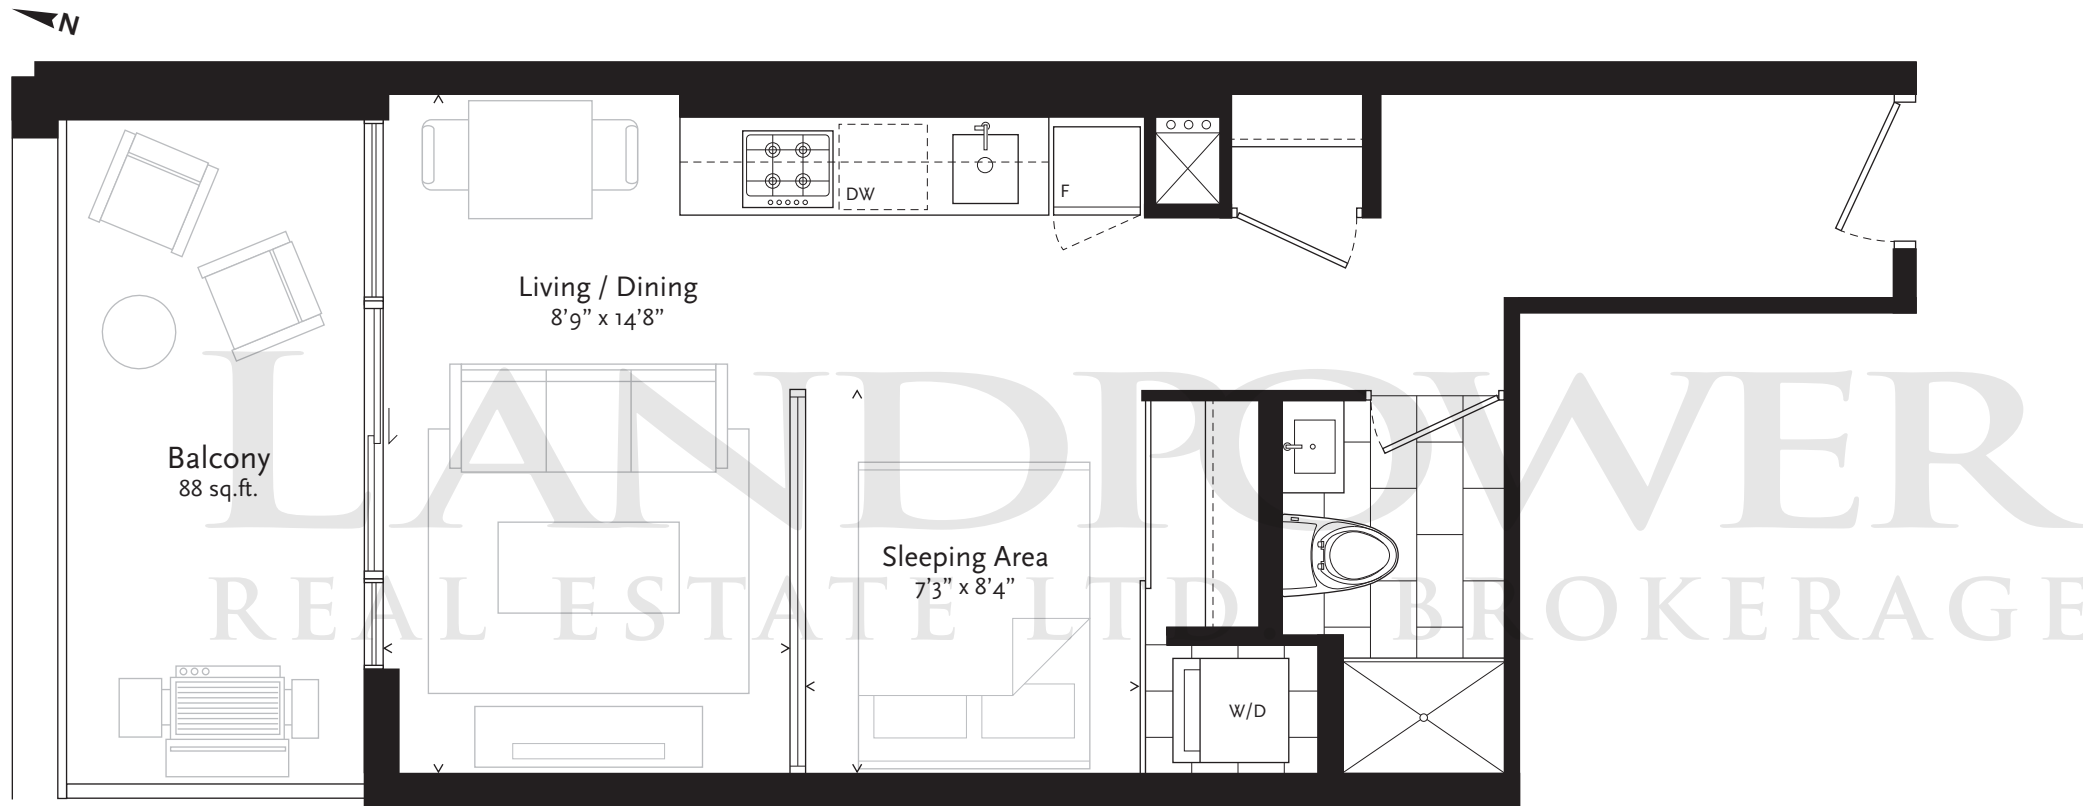 N
DW
F
Living / Dining
8’9” x 14’8”
Balcony
88 sq.ft.
Sleeping Area
7’3” x 8’4”
W/D
LANDPOWER
REAL ESTATE LTD BROKERAGE